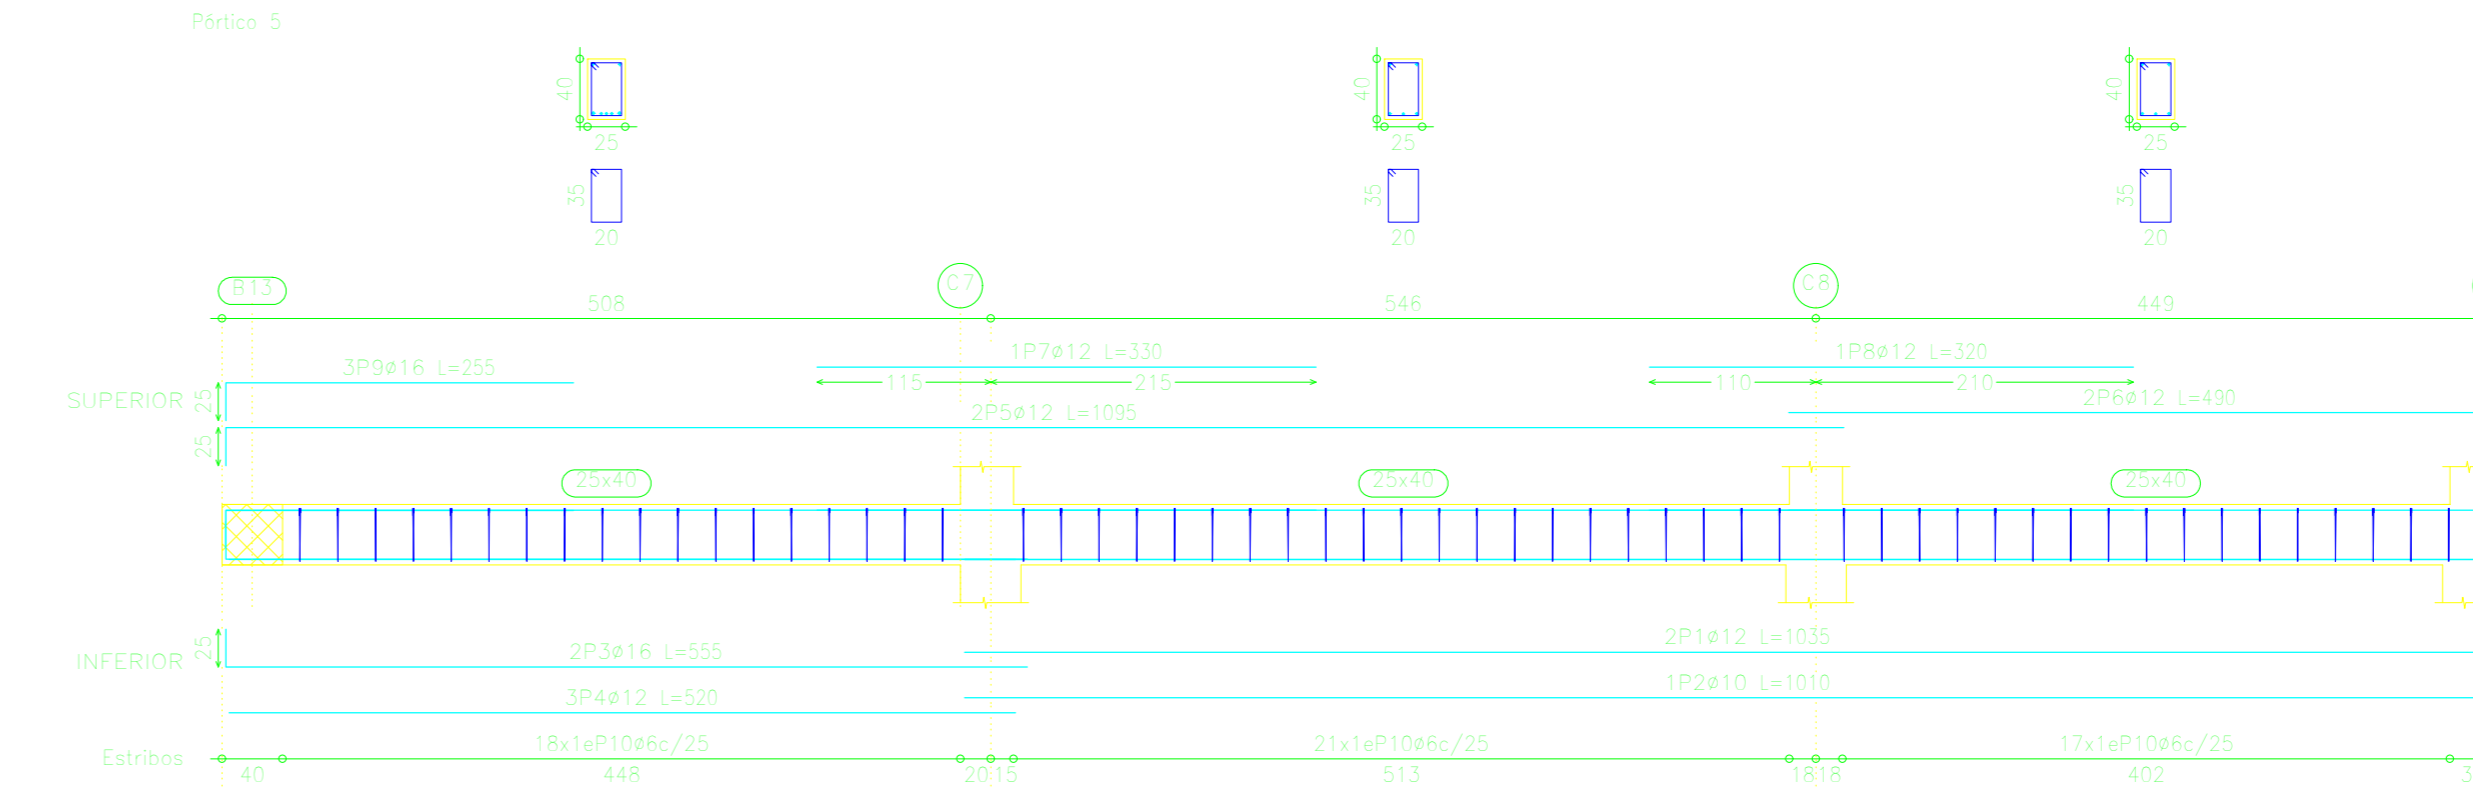 Pórtico 5
40
40
40
25
25
25
35
35
35
20
20
20
B13
C7
C8
508
546
449
1P7ø12 L=330
1P8ø12 L=320
3P9ø16 L=255
115
215
110
210
SUPERIOR
25
2P6ø12 L=490
2P5ø12 L=1095
25
25x40
25x40
25x40
2P1ø12 L=1035
INFERIOR
25
2P3ø16 L=555
3P4ø12 L=520
1P2ø10 L=1010
Estribos
18x1eP10ø6c/25
21x1eP10ø6c/25
17x1eP10ø6c/25
40
448
20
15
513
18
18
402